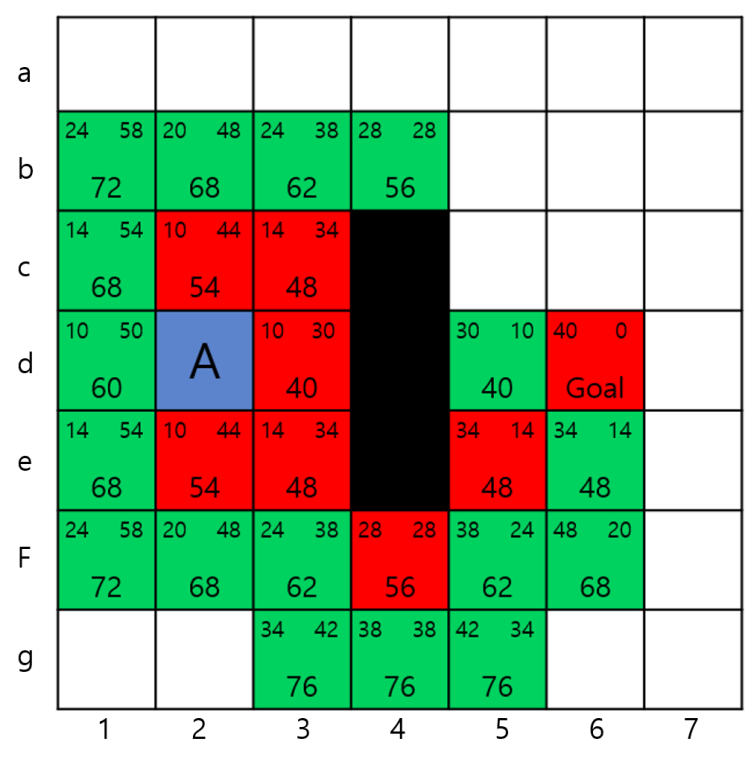 a
24 58 20 48 24 38 28 28
b
72 68 62 56
14 54 10 44 14 34
c
68 54 48
10 50 A 10 30 30 10 40 0
d
60 40 40 Goal
14 54 10 44 14 34 34 14 34 14
e
68 54 48 48 48
24 58 20 48 24 38 28 28 38 24 48 20
F
72 68 62 56 62 68
34 42 38 38 42 34
g
76 76 76
1 2 3 4 5 6 7